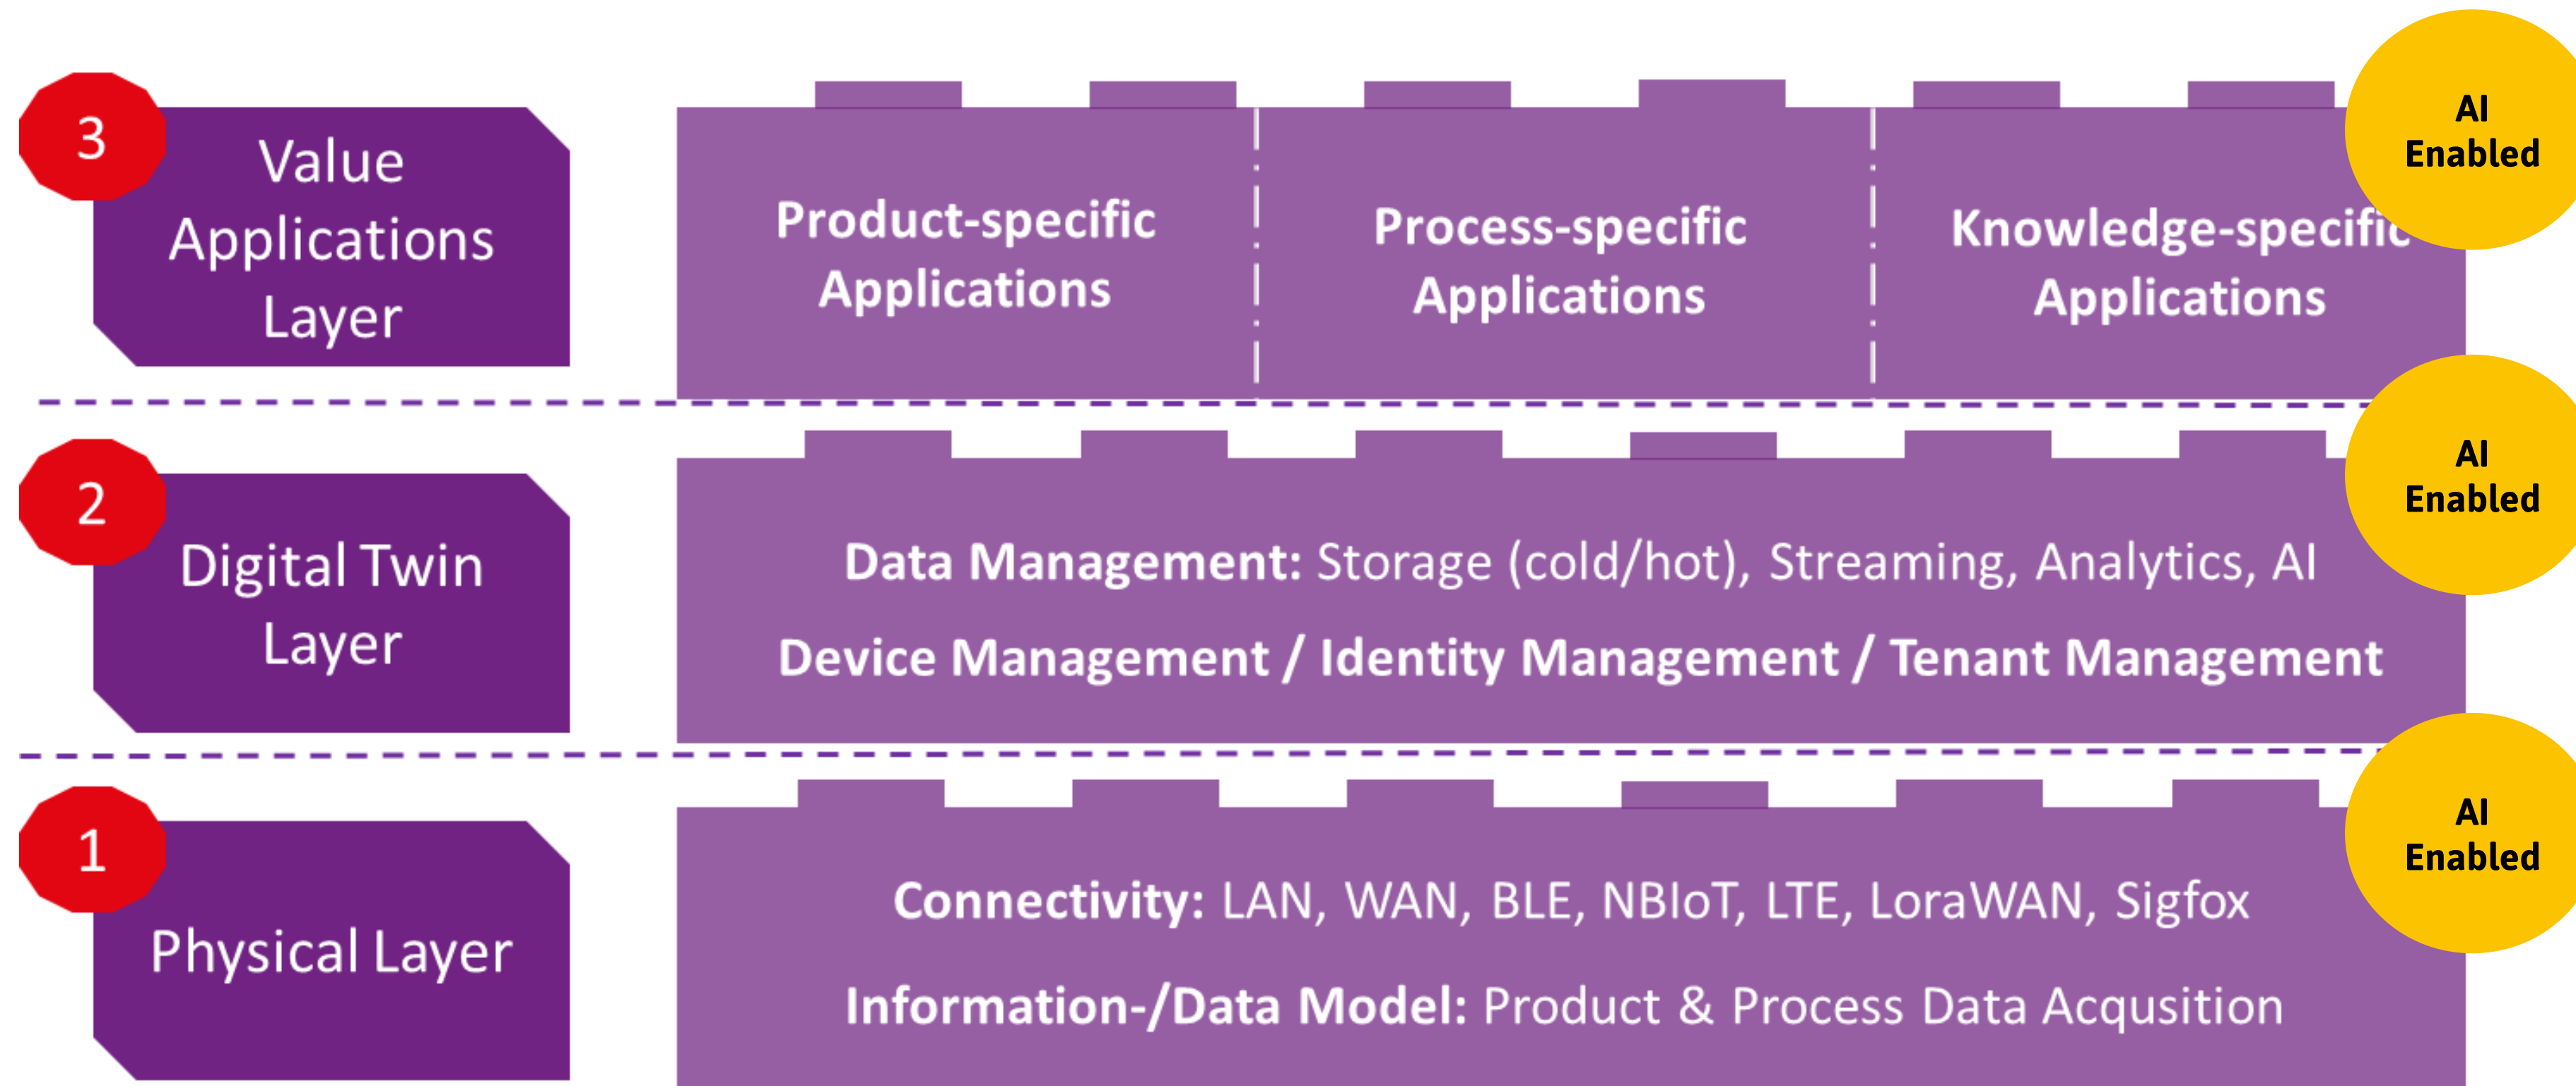 3
Value
Applications
Layer
Product-specific
Applications
Process-specific
Applications
Knowledge-specific
Applications
AI
Enabled
2
Digital Twin
Layer
Data Management: Storage (cold/hot), Streaming, Analytics, AI
Device Management / Identity Management / Tenant Management
AI
Enabled
1
Physical Layer
Connectivity: LAN, WAN, BLE, NBIoT, LTE, LoraWAN, Sigfox
Information-/Data Model: Product & Process Data Acqusition
AI
Enabled